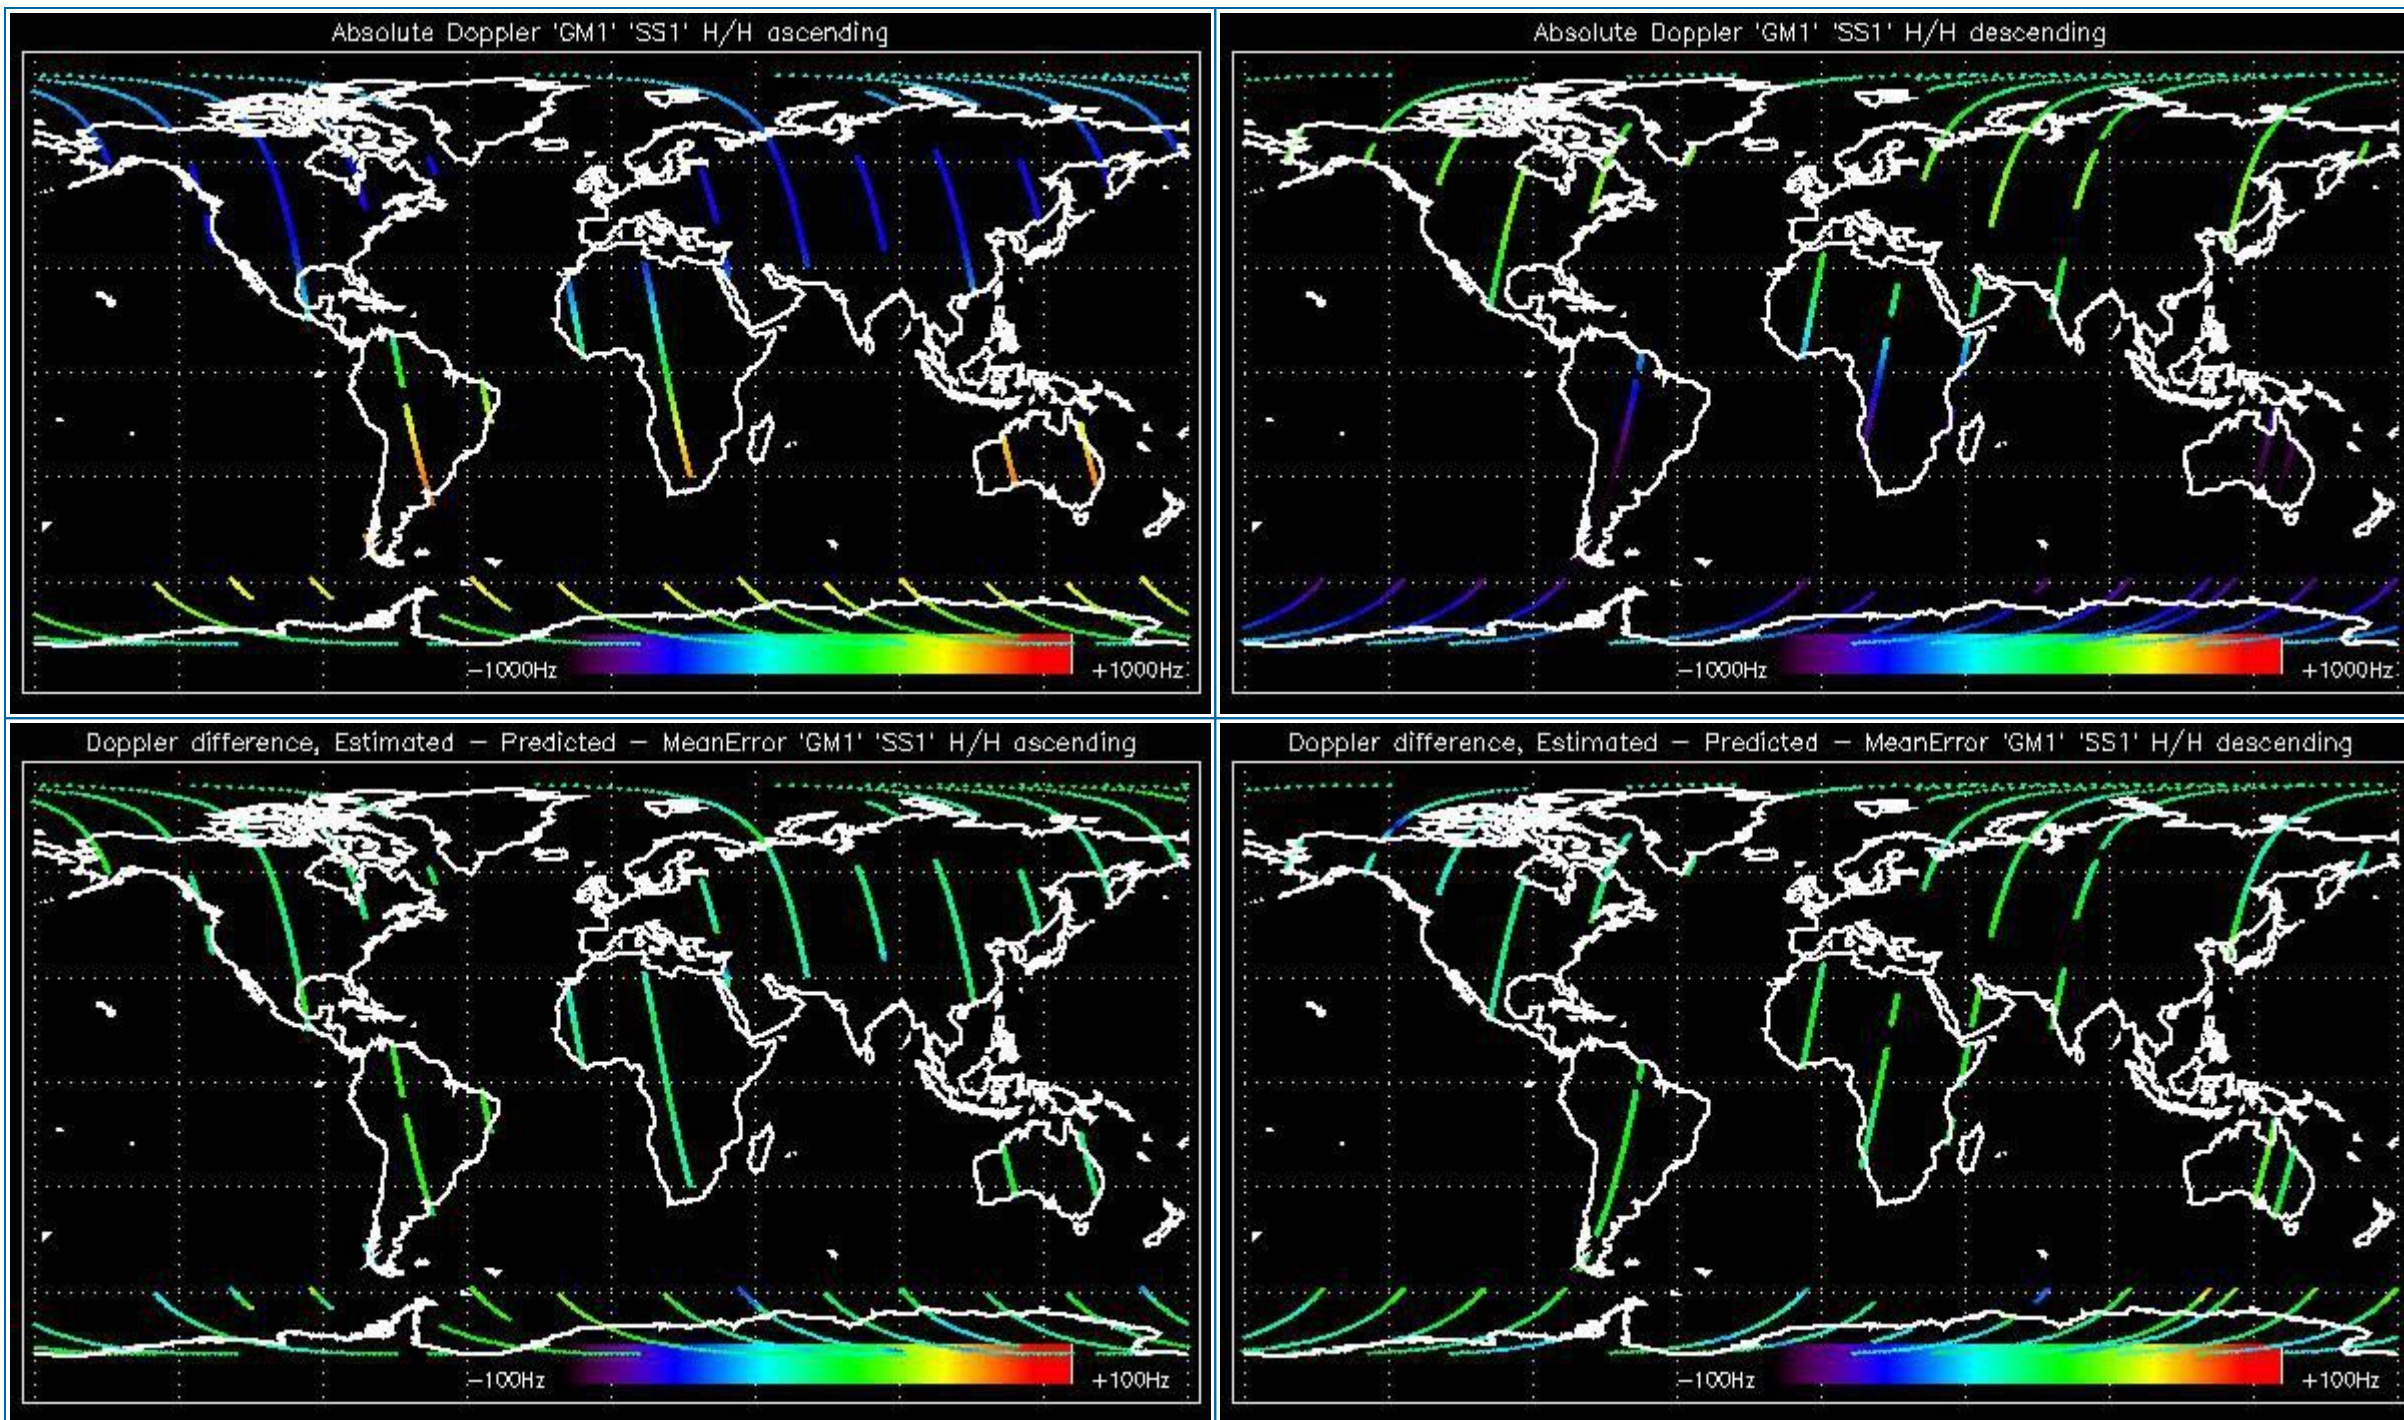 Absolute Doppler 'GM1' 'SS1' H/H ascending
-1000Hz
+1000Hz
Absolute Doppler 'GM1' 'SS1' H/H descending
-1000Hz
+1000Hz
Doppler difference, Estimated - Predicted - MeanError 'GM1' 'SS1' H/H ascending
-100Hz
+100Hz
Doppler difference, Estimated - Predicted - MeanError 'GM1' 'SS1' H/H descending
-100Hz
+100Hz